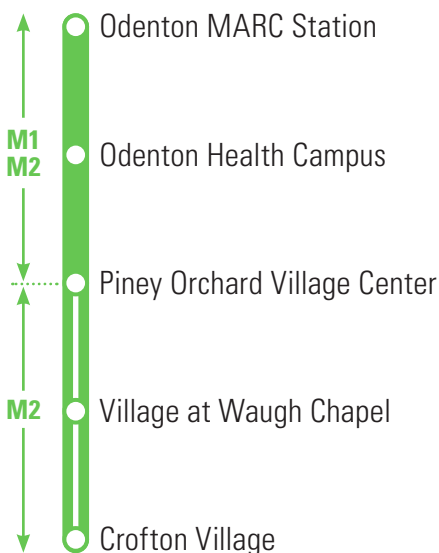 Odenton MARC Station
M1
M2
Odenton Health Campus
Piney Orchard Village Center
M2
Village at Waugh Chapel
Crofton Village